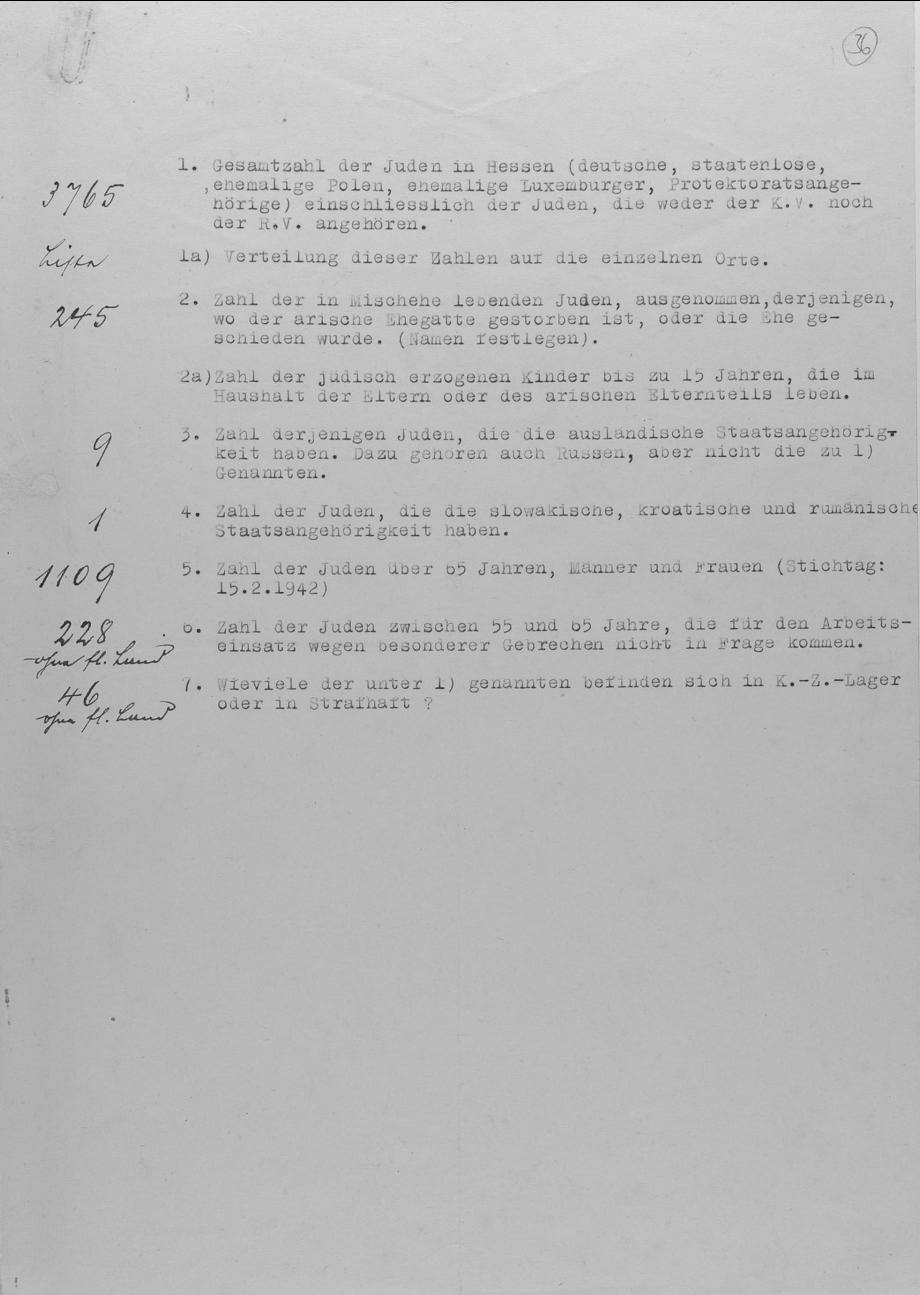 36
3765
1. Gesamtzahl der Juden in Hessen (deutsche, staatenlose,
,ehemalige Polen, ehemalige Luxemburger, Protektoratsange-
hörige) einschliesslich der Juden, die weder der K.V. noch
der R.V. angehören.
Liste
1a) Verteilung dieser Zahlen auf die einzelnen Orte.
245
2. Zahl der in Mischehe lebenden Juden, ausgenommen,derjenigen,
wo der arische Ehegatte gestorben ist, oder die Ehe ge-
schieden wurde. (Namen festlegen).
2a)Zahl der jüdisch erzogenen Kinder bis zu 15 Jahren, die im
Haushalt der Eltern oder des arischen Elternteils leben.
9
3. Zahl derjenigen Juden, die die ausländische Staatsangehörig-
keit haben. Dazu gehören auch Russen, aber nicht die zu 1)
Genannten.
1
4. Zahl der Juden, die die slowakische, kroatische und rumänische
Staatsangehörigkeit haben.
1109
5. Zahl der Juden über 65 Jahren, Männer und Frauen (Stichtag:
15.2.1942)
228
6. Zahl der Juden zwischen 55 und 65 Jahre, die für den Arbeits-
einsatz wegen besonderer Gebrechen nicht in Frage kommen.
ohne fl. Land
46
7. Wieviele der unter 1) genannten befinden sich in K.-Z.-Lager
oder in Strafhaft ?
ohne fl. Land